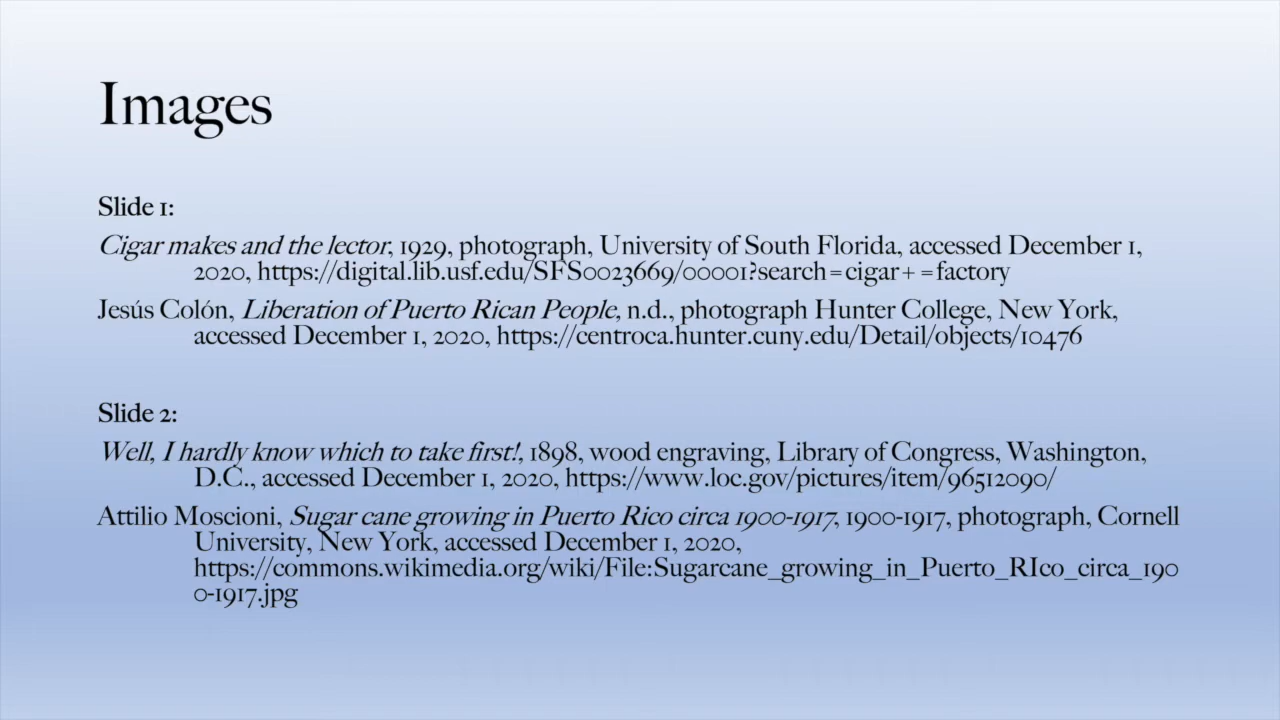 Images
Slide 1:
Cigar makes and the lector, 1929, photograph, University of South Florida, accessed December 1,
2020, https://digital.lib.usf.edu/SFS0023669/00001?search=cigar+=factory
Jesús Colón, Liberation of Puerto Rican People, n.d., photograph Hunter College, New York,
accessed December 1, 2020, https://centroca.hunter.cuny.edu/Detail/objects/10476
Slide 2:
Well, I hardly know which to take first!, 1898, wood engraving, Library of Congress, Washington,
D.C., accessed December 1, 2020, https://www.loc.gov/pictures/item/96512090/
Attilio Moscioni, Sugar cane growing in Puerto Rico circa 1900-1917, 1900-1917, photograph, Cornell
University, New York, accessed December 1, 2020,
https://commons.wikimedia.org/wiki/File:Sugarcane_growing_in_Puerto_RIco_circa_190
0-1917.jpg